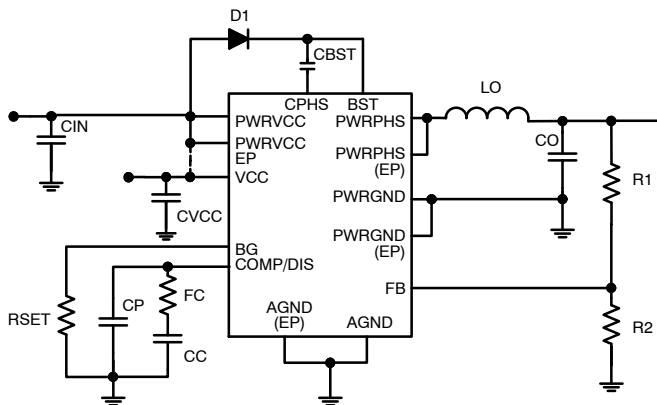 D1
CBST
LO
CPHS
BST
PWRVCC
PWRPHS
CIN
CO
PWRVCC
EP
PWRPHS
(EP)
R1
VCC
CVCC
PWRGND
PWRGND
(EP)
BG
COMP/DIS
FC
CP
FB
RSET
AGND
(EP)
AGND
R2
CC